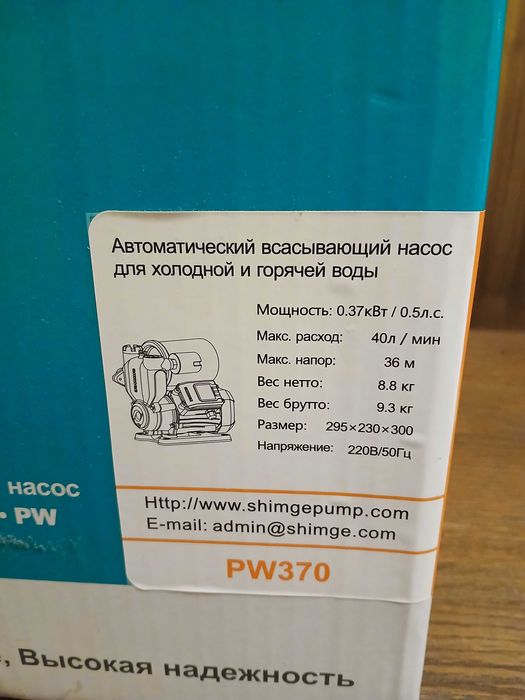 Автоматический всасывающий насос
для холодной и горячей воды
Мощность: 0.37кВт / 0.5л.с.
Макс. расход: 40л / мин
Макс. напор: 36 м
Вес нетто: 8.8 кг
Вес брутто: 9.3 кг
Размер: 295×230×300
Напряжение: 220В/50Гц
насос
• PW
Http://www.shimgepump.com
E-mail: admin@shimge.com
PW370
, Высокая надежность